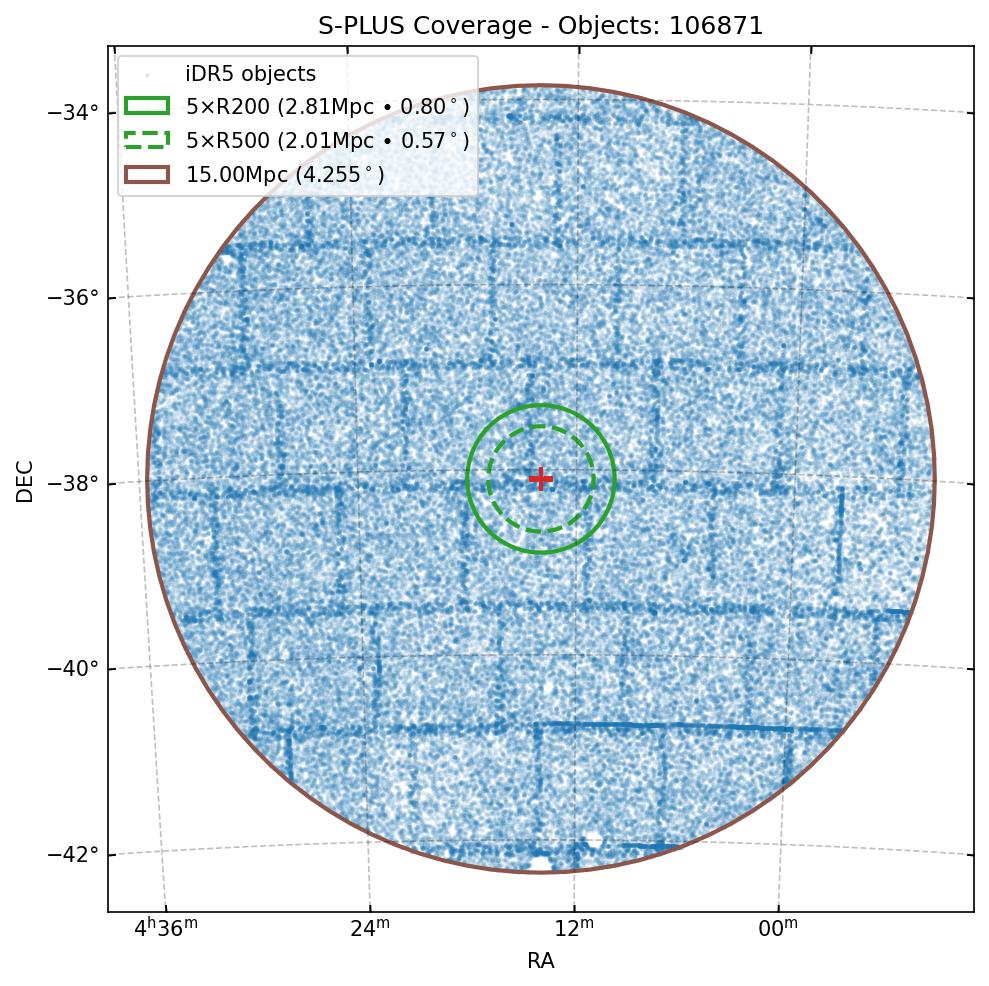 S-PLUS Coverage - Objects: 106871
iDR5 objects
5×R200 (2.81Mpc • 0.80°)
5×R500 (2.01Mpc • 0.57°)
15.00Mpc (4.255°)
−34°
−36°
−38°
−40°
−42°
DEC
4ʰ36ᵐ 24ᵐ 12ᵐ 00ᵐ
RA